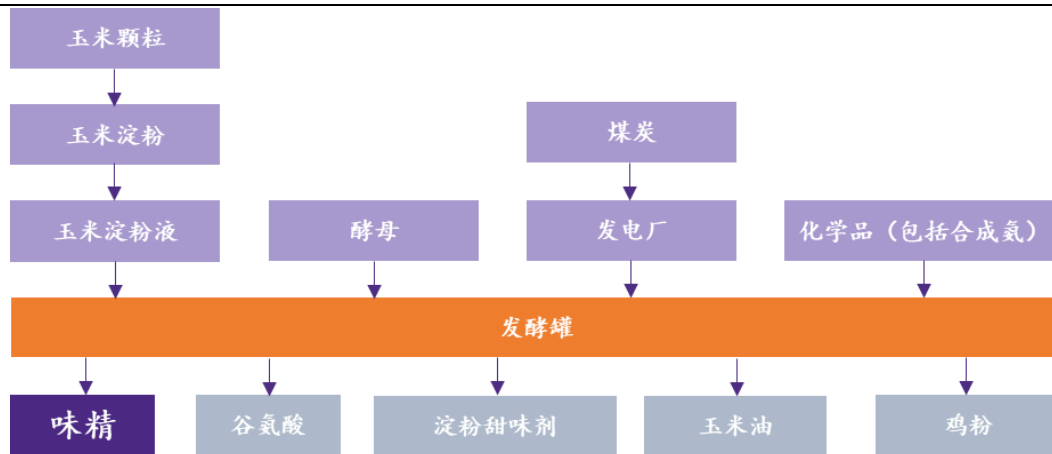 玉米颗粒
玉米淀粉
煤炭
玉米淀粉液
酵母
发电厂
化学品（包括合成氨）
发酵罐
味精
谷氨酸
淀粉甜味剂
玉米油
鸡粉